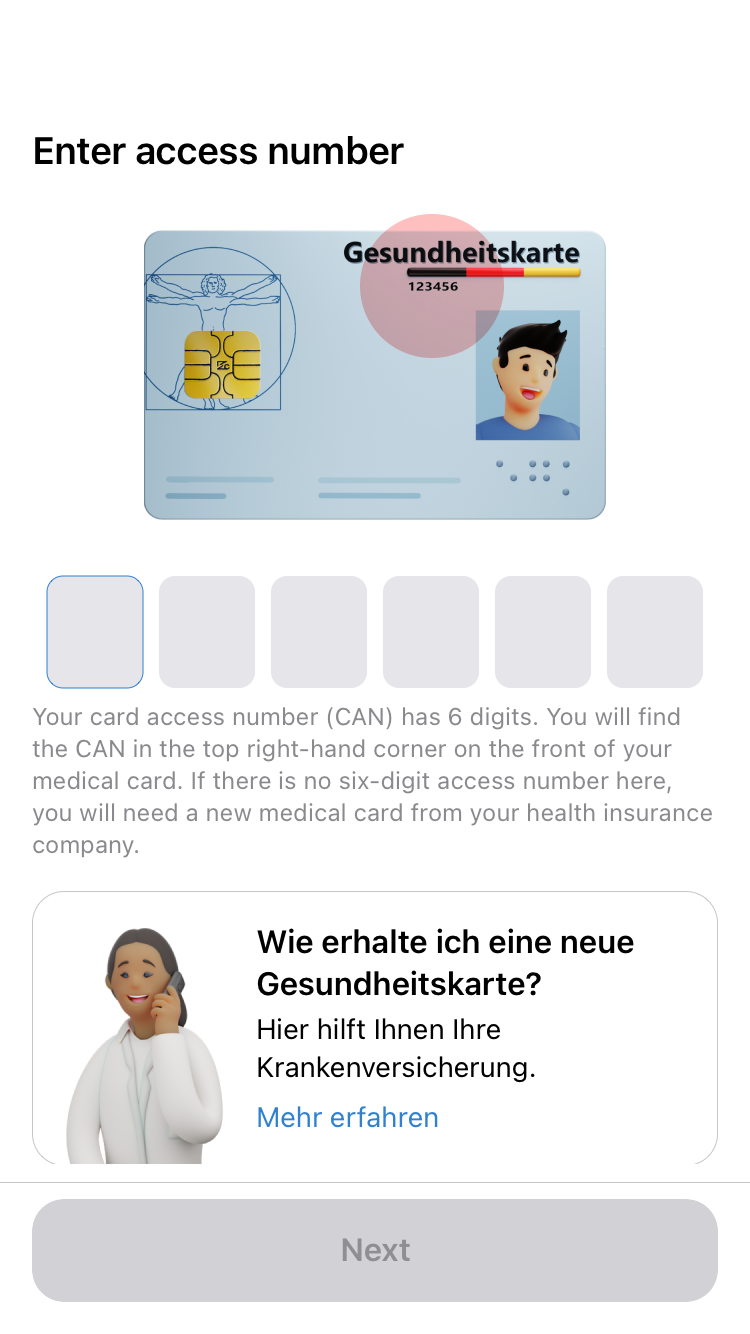 Enter access number
Gesundheitskarte
123456
Your card access number (CAN) has 6 digits. You will find
the CAN in the top right-hand corner on the front of your
medical card. If there is no six-digit access number here,
you will need a new medical card from your health insurance
company.
Wie erhalte ich eine neue
Gesundheitskarte?
Hier hilft Ihnen Ihre
Krankenversicherung.
Mehr erfahren
Next